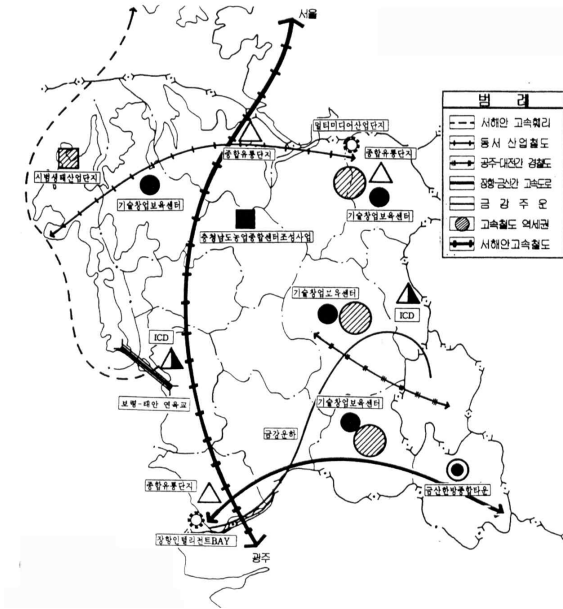 서울
범 례
서해안 고속훼리
동서 산업철도
공주·대전간 경철도
장항·금산간 고속도로
금 강 주 운
고속철도 역세권
서해안고속철도
멀티미디어산업단지
종합유통단지
종합유통단지
시범생태산업단지
기술창업보육센터
기술창업보육센터
충청남도농업종합센터조성사업
기술창업보육센터
ICD
ICD
보령-태안 연육교
기술창업보육센터
금강운하
종합유통단지
금산한방종합타운
장항인텔리전트BAY
광주